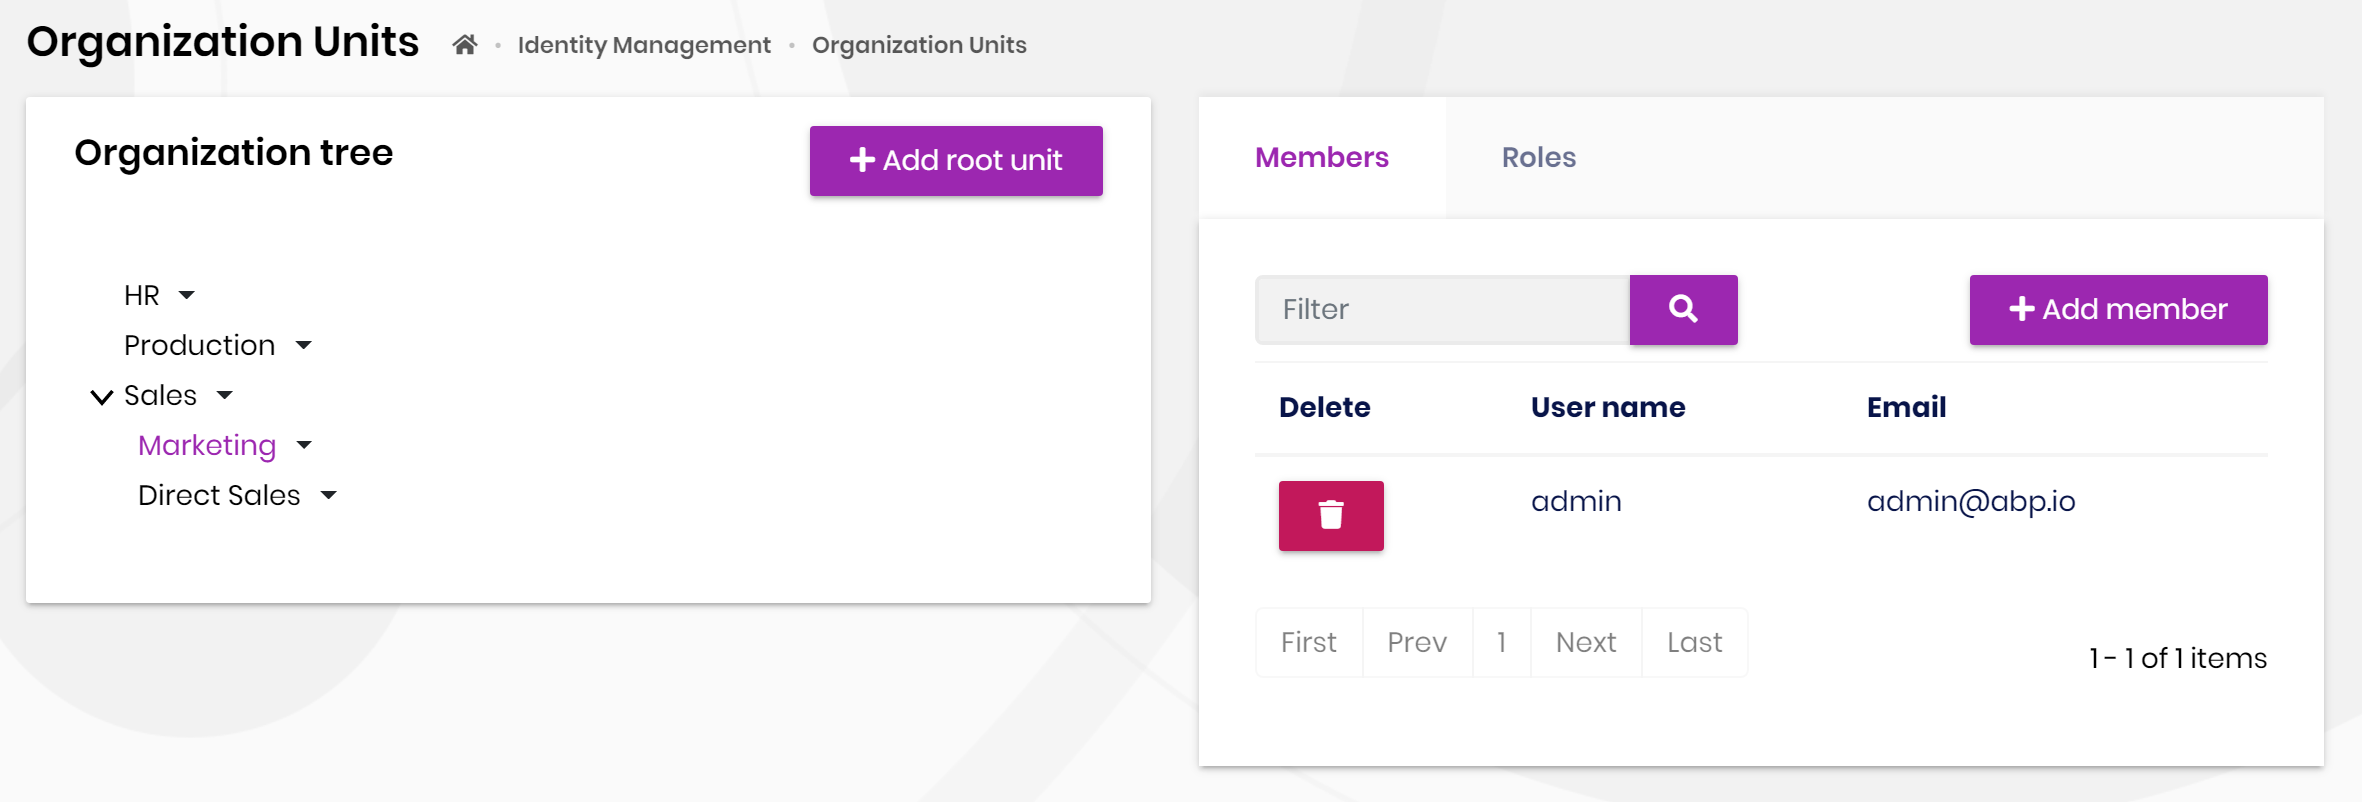 Organization Units
Identity Management • Organization Units
Organization tree
Add root unit
HR
Production
Sales
Marketing
Direct Sales
Members
Roles
Filter
Add member
Delete User name Email
admin admin@abp.io
First Prev 1 Next Last
1 - 1 of 1 items